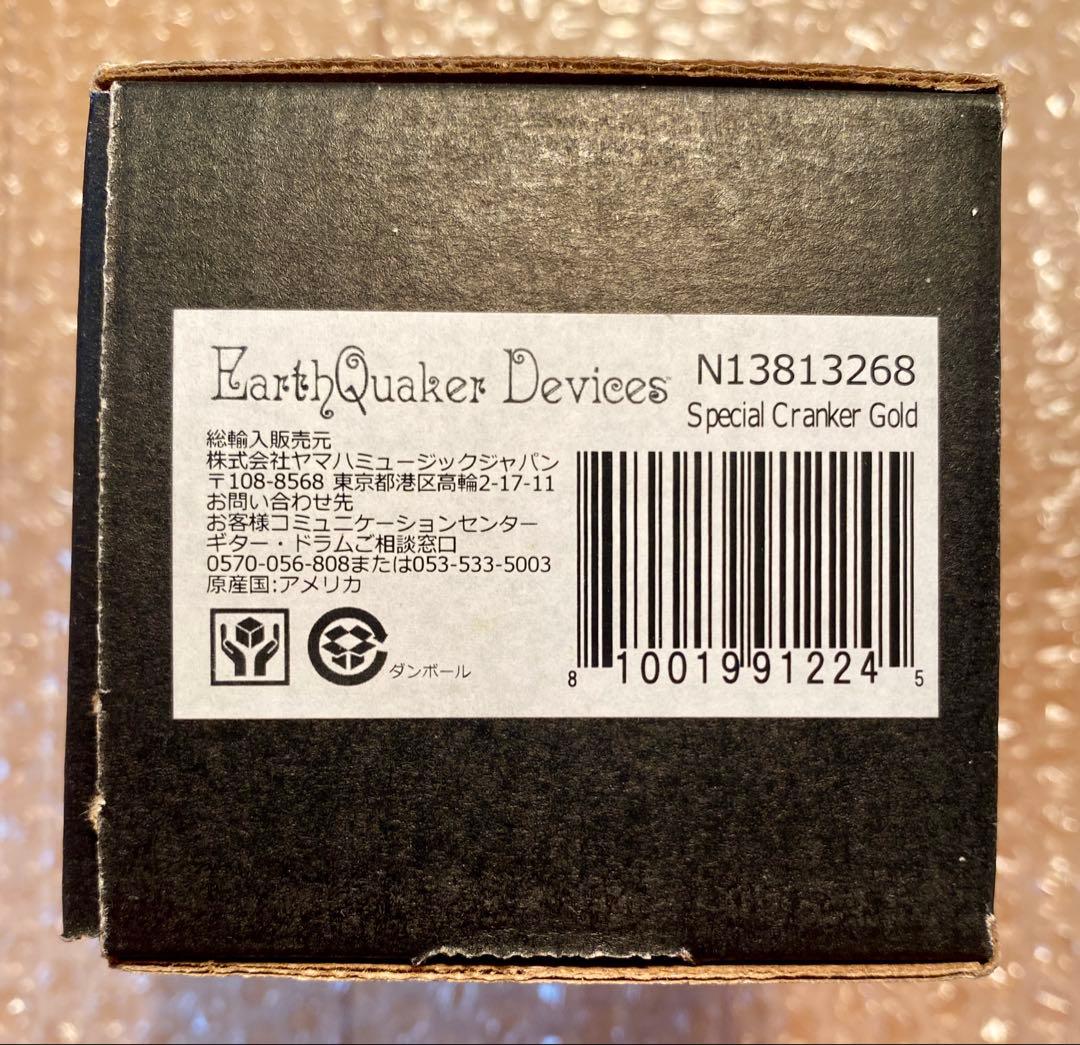 EarthQuaker Devices™
N13813268
Special Cranker Gold
総輸入販売元
株式会社ヤマハミュージックジャパン
〒108-8568 東京都港区高輪2-17-11
お問い合わせ先
お客様コミュニケーションセンター
ギター・ドラムご相談窓口
0570-056-808または053-533-5003
原産国:アメリカ
ダンボール
8 10019 91224 5